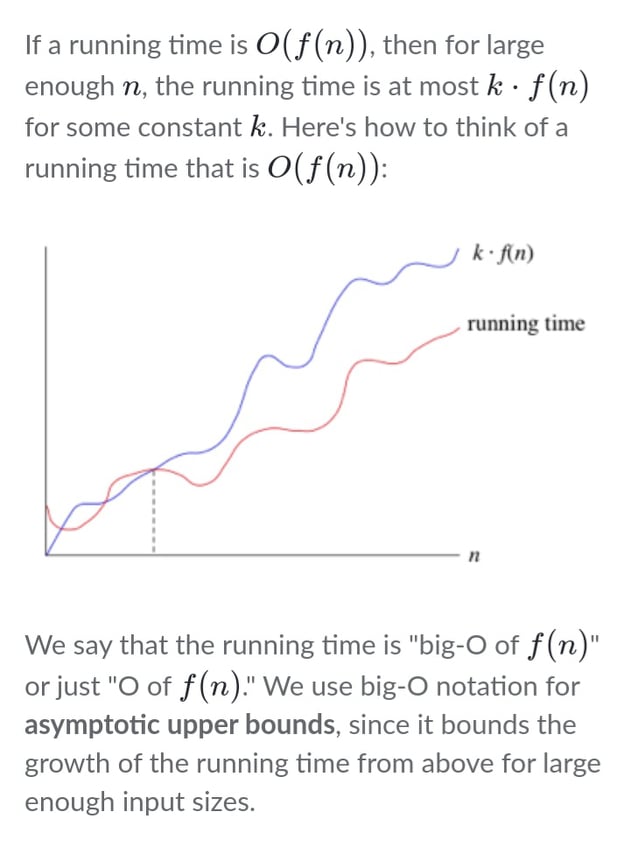 If a running time is O(f(n)), then for large
enough n, the running time is at most k · f(n)
for some constant k. Here's how to think of a
running time that is O(f(n)):
k · f(n)
running time
n
We say that the running time is "big-O of f(n)"
or just "O of f(n)." We use big-O notation for
asymptotic upper bounds, since it bounds the
growth of the running time from above for large
enough input sizes.